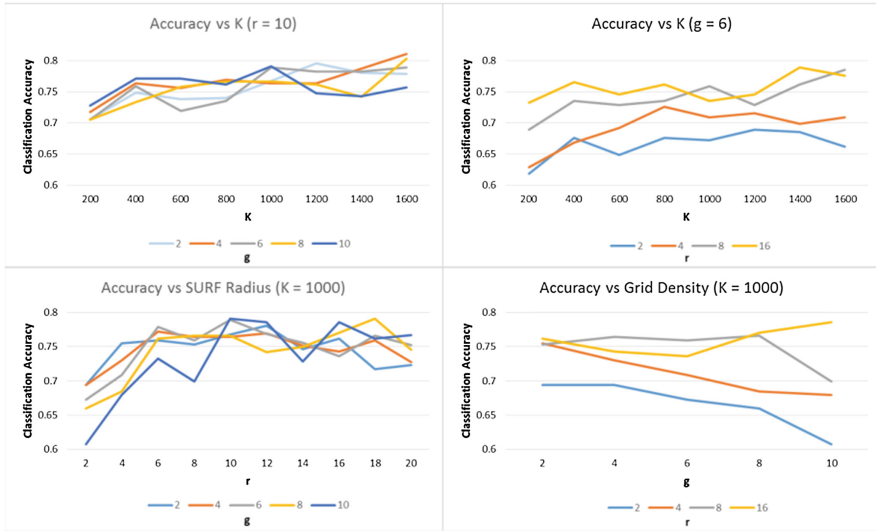 Accuracy vs K (r = 10)
Classification Accuracy
0.8
0.75
0.7
0.65
0.6
200 400 600 800 1000 1200 1400 1600
K
2 4 6 8 10
g
Accuracy vs K (g = 6)
Classification Accuracy
0.8
0.75
0.7
0.65
0.6
200 400 600 800 1000 1200 1400 1600
K
2 4 8 16
r
Accuracy vs SURF Radius (K = 1000)
Classification Accuracy
0.8
0.75
0.7
0.65
0.6
2 4 6 8 10 12 14 16 18 20
r
2 4 6 8 10
g
Accuracy vs Grid Density (K = 1000)
Classification Accuracy
0.8
0.75
0.7
0.65
0.6
2 4 6 8 10
g
2 4 8 16
r